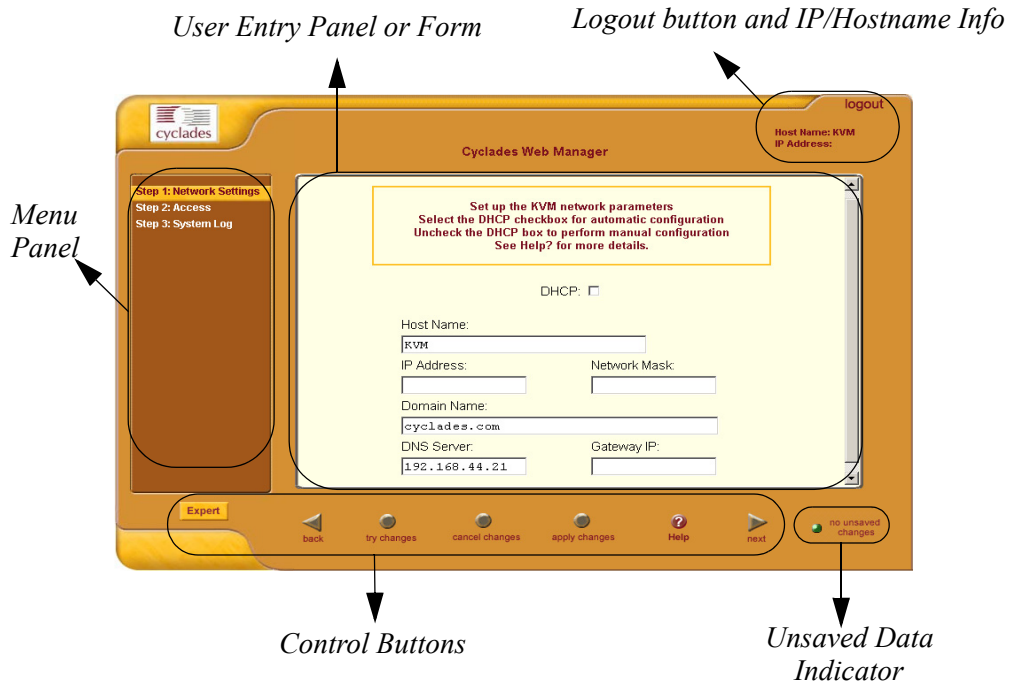 User Entry Panel or Form
Logout button and IP/Hostname Info
cyclades
logout
Host Name: KVM
IP Address:
Cyclades Web Manager
Menu
Panel
Step 1: Network Settings
Step 2: Access
Step 3: System Log
Set up the KVM network parameters
Select the DHCP checkbox for automatic configuration
Uncheck the DHCP box to perform manual configuration
See Help? for more details.
DHCP:
Host Name:
KVM
IP Address:
Network Mask:
Domain Name:
cyclades.com
DNS Server:
Gateway IP:
192.168.44.21
Expert
back
try changes
cancel changes
apply changes
?
Help
next
no unsaved
changes
Control Buttons
Unsaved Data
Indicator